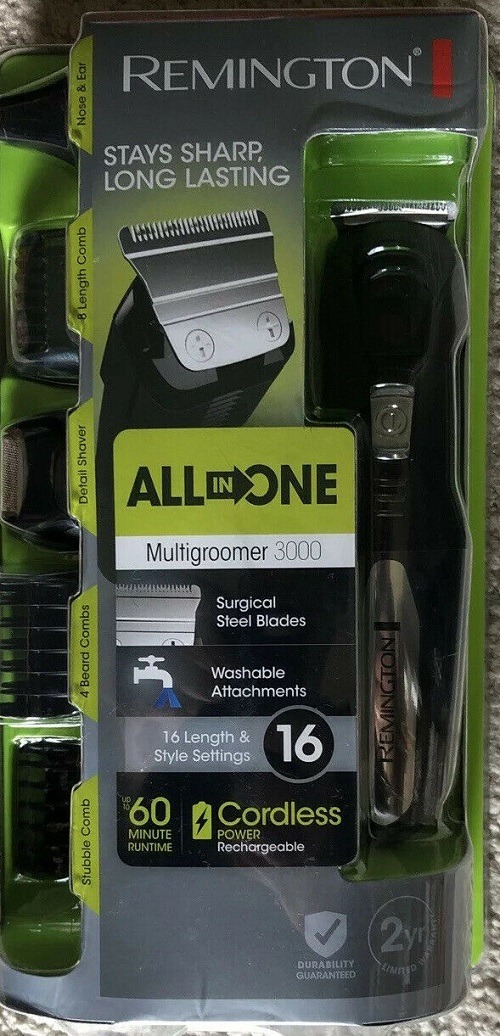 REMINGTON®
STAYS SHARP,
LONG LASTING
Nose & Ear
8 Length Comb
Detail Shaver
4 Beard Combs
Stubble Comb
ALL IN ONE
Multigroomer 3000
Surgical
Steel Blades
Washable
Attachments
16 Length &
Style Settings
16
UP TO
60
MINUTE
RUNTIME
Cordless
POWER
Rechargeable
REMINGTON
DURABILITY
GUARANTEED
2yr
LIMITED WARRANTY